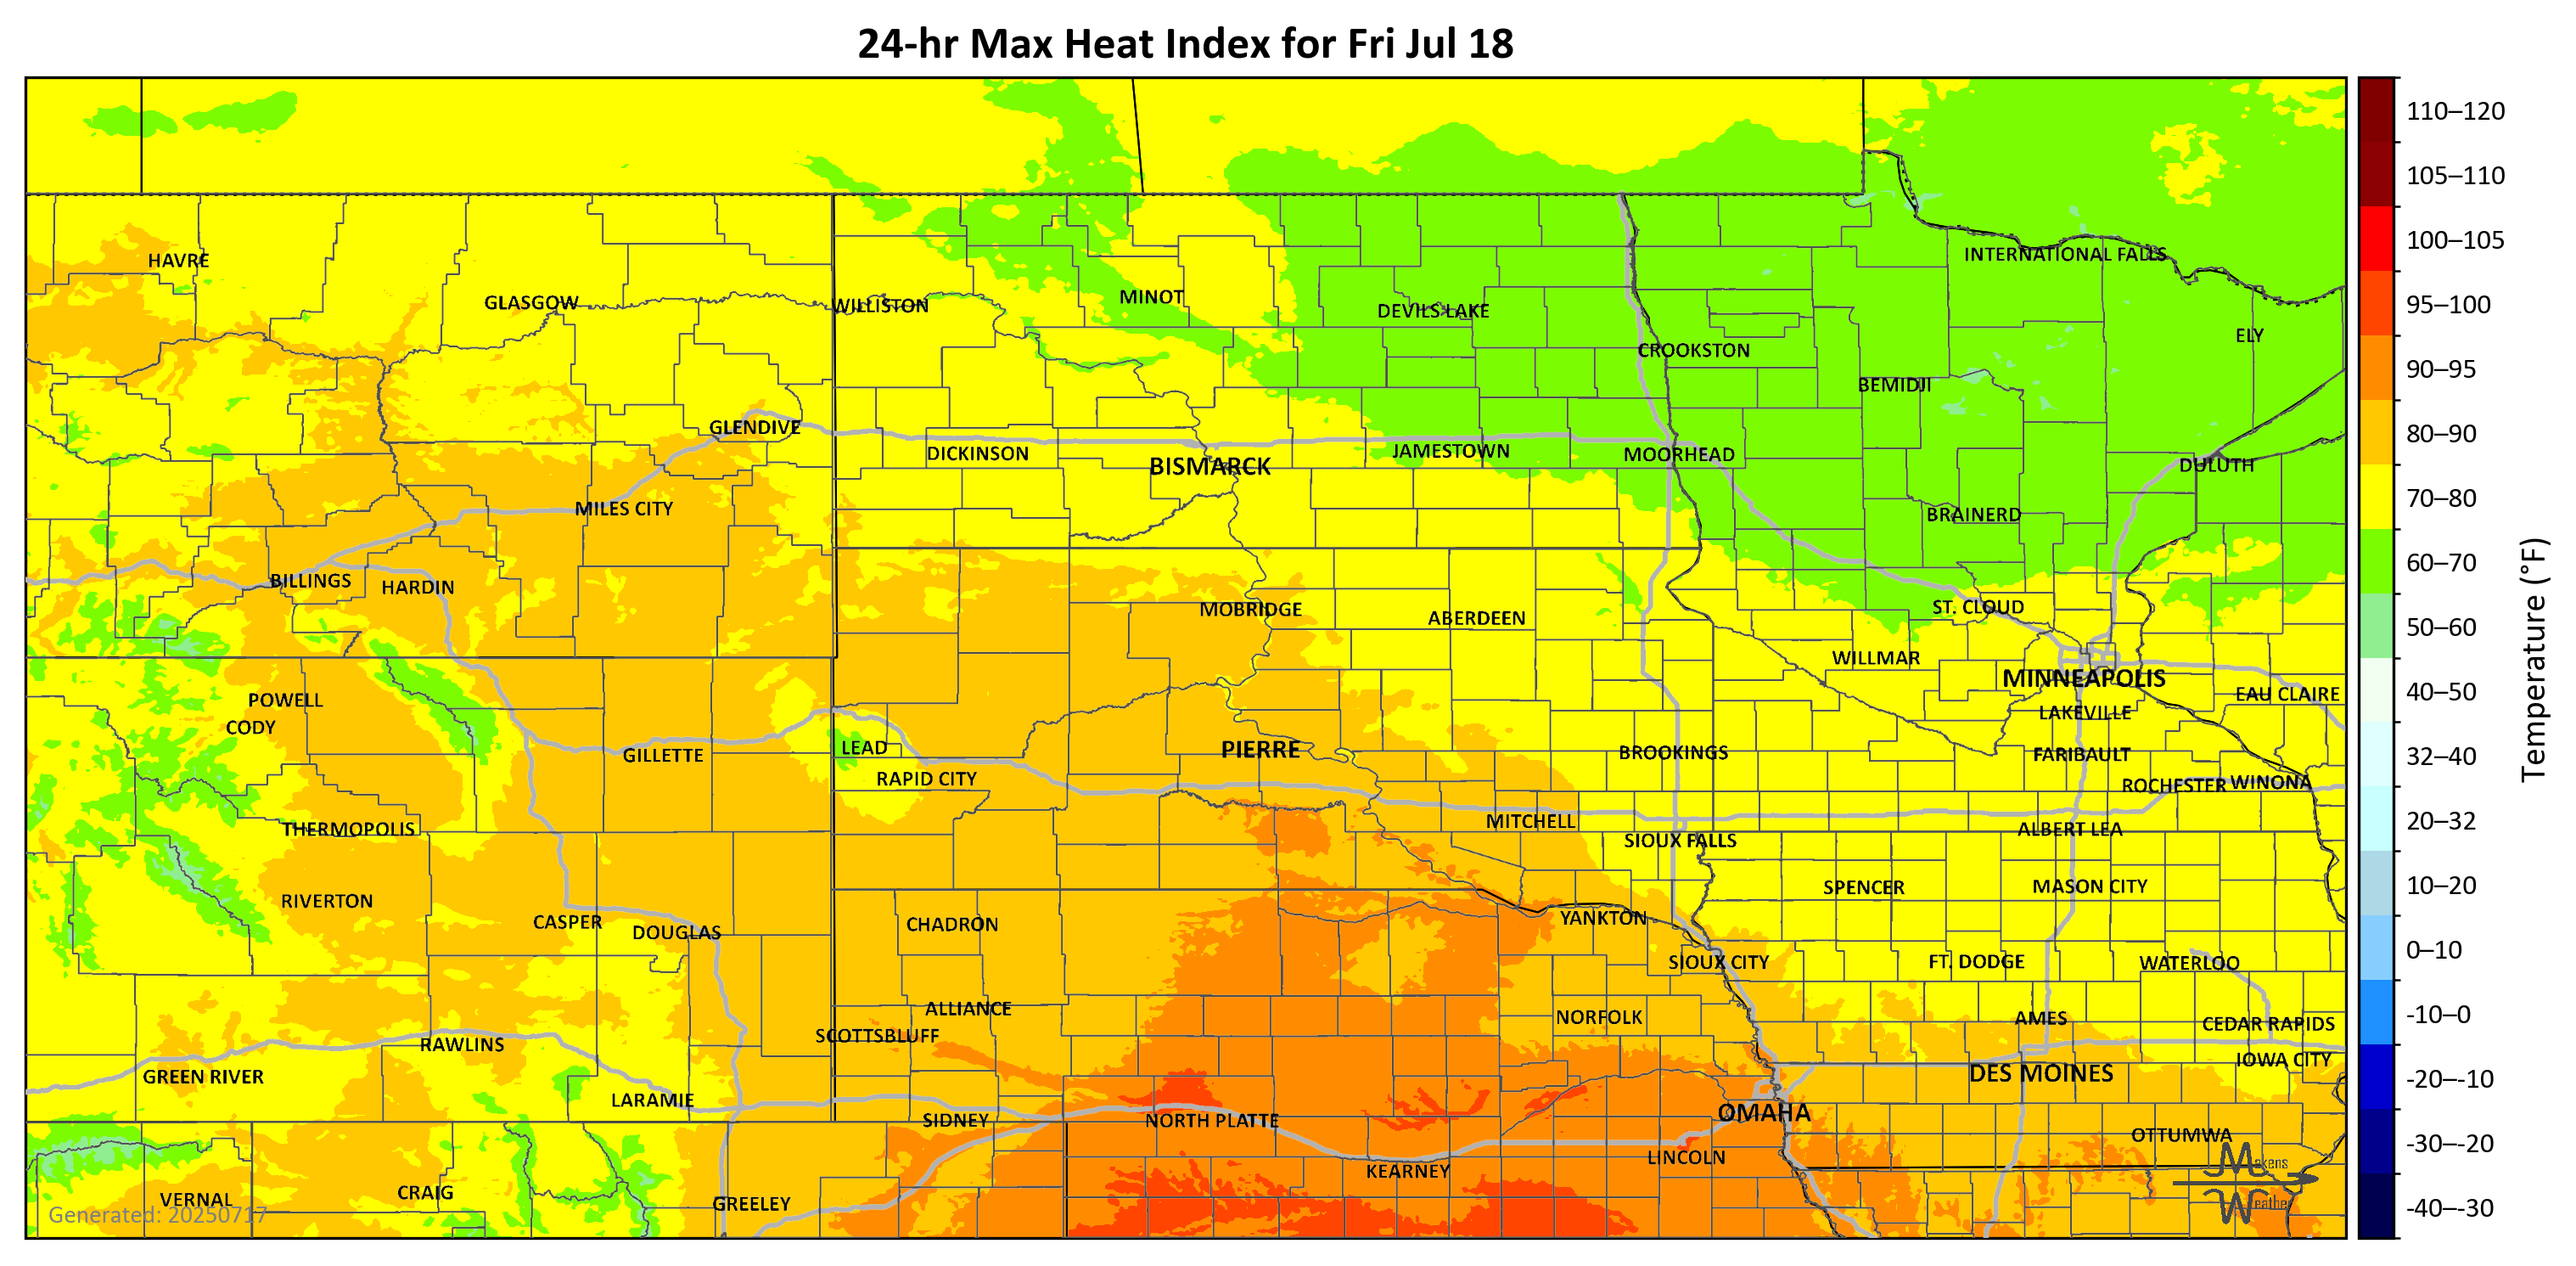 24-hr Max Heat Index for Fri Jul 18
110–120
105–110
HAVRE
INTERNATIONAL FALLS
100–105
GLASGOW
WILLISTON
MINOT
DEVILS LAKE
95–100
ELY
CROOKSTON
BEMIDJI
90–95
GLENDIVE
DICKINSON
BISMARCK
JAMESTOWN
MOORHEAD
DULUTH
80–90
MILES CITY
BRAINERD
70–80
BILLINGS
HARDIN
60–70
MOBRIDGE
ABERDEEN
ST. CLOUD
50–60
WILLMAR
MINNEAPOLIS
EAU CLAIRE
40–50
POWELL
CODY
LAKEVILLE
Temperature (°F)
GILLETTE
LEAD
PIERRE
BROOKINGS
FARIBAULT
32–40
RAPID CITY
ROCHESTER
WINONA
THERMOPOLIS
MITCHELL
SIOUX FALLS
ALBERT LEA
20–32
RIVERTON
SPENCER
MASON CITY
10–20
CASPER
DOUGLAS
CHADRON
YANKTON
SIOUX CITY
FT. DODGE
WATERLOO
0–10
ALLIANCE
NORFOLK
AMES
CEDAR RAPIDS
-10–0
SCOTTSBLUFF
RAWLINS
IOWA CITY
GREEN RIVER
DES MOINES
-20–-10
LARAMIE
SIDNEY
NORTH PLATTE
OMAHA
OTTUMWA
-30–-20
KEARNEY
LINCOLN
Makens
Weather
VERNAL
CRAIG
GREELEY
-40–-30
Generated: 20250717